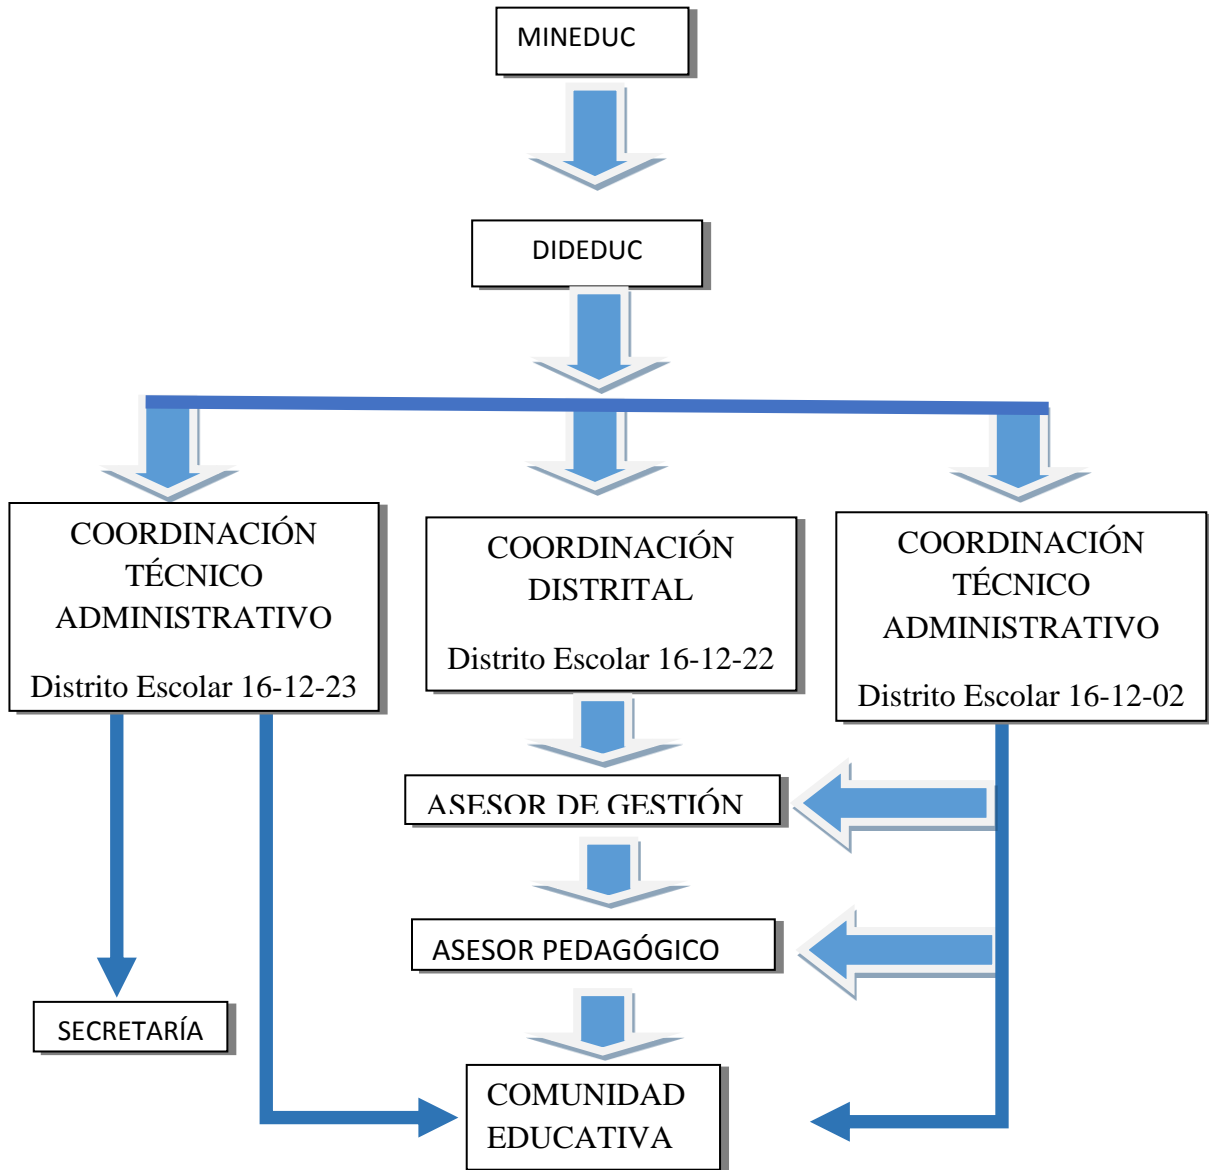 MINEDUC
DIDEDUC
COORDINACIÓN
TÉCNICO
ADMINISTRATIVO
Distrito Escolar 16-12-23
COORDINACIÓN
DISTRITAL
Distrito Escolar 16-12-22
COORDINACIÓN
TÉCNICO
ADMINISTRATIVO
Distrito Escolar 16-12-02
ASESOR DE GESTIÓN
ASESOR PEDAGÓGICO
SECRETARÍA
COMUNIDAD
EDUCATIVA